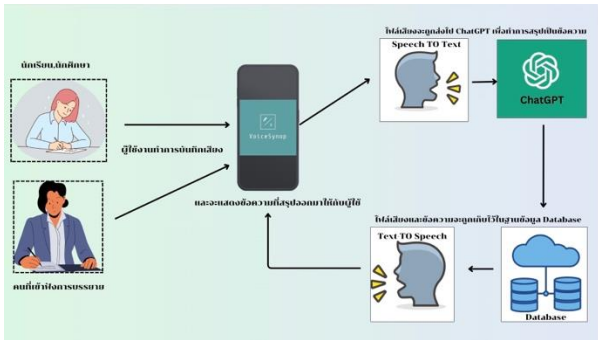 ไฟล์เสียงจะถูกส่งไป ChatGPT เพื่อทำการสรุปเป็นข้อความ
Speech TO Text
นักเรียน,นักศึกษา
ChatGPT
VoiceSynop
ผู้ใช้งานทำการบันทึกเสียง
และจะแสดงข้อความที่สรุปออกมาให้กับผู้ใช้
ไฟล์เสียงและข้อความจะถูกเก็บไว้ในฐานข้อมูล Database
Text TO Speech
คนที่เข้าฟังการบรรยาย
Database